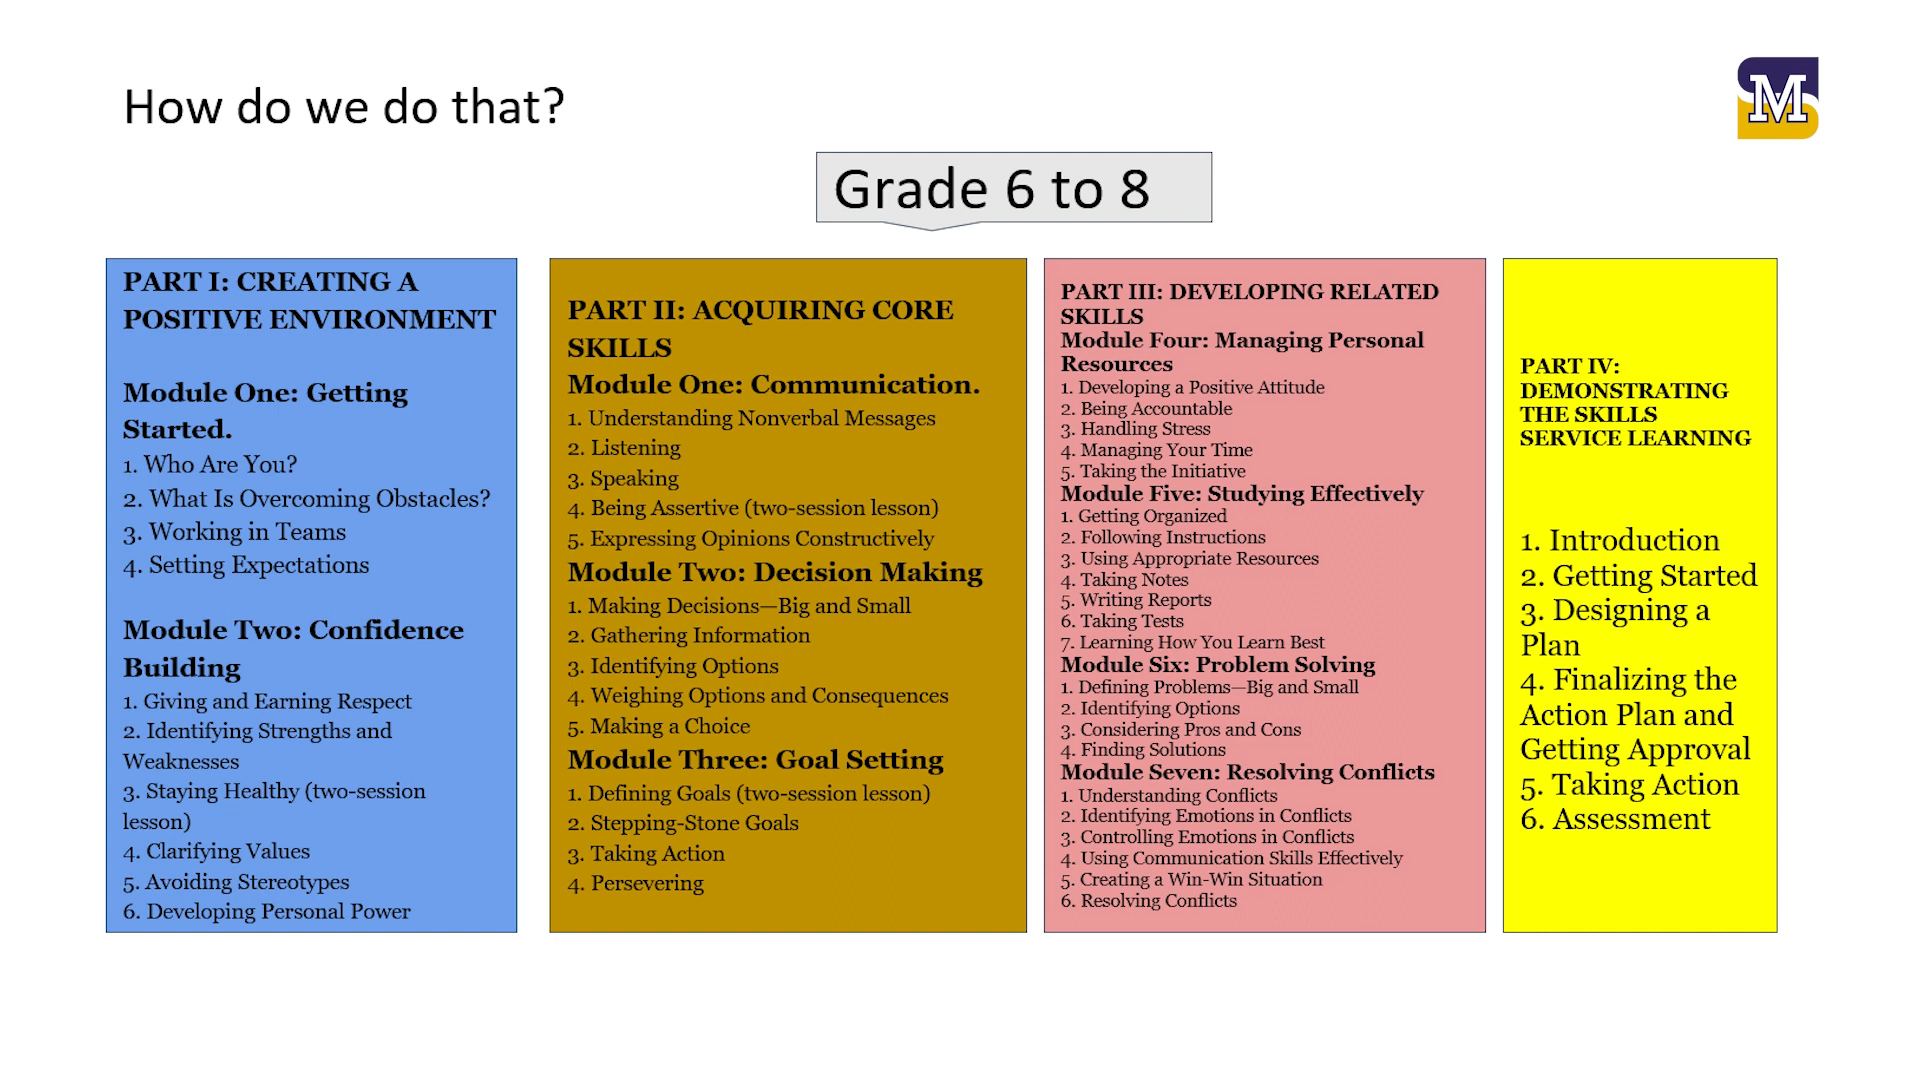 How do we do that?
M
Grade 6 to 8
PART I: CREATING A
POSITIVE ENVIRONMENT
Module One: Getting
Started.
1. Who Are You?
2. What Is Overcoming Obstacles?
3. Working in Teams
4. Setting Expectations
Module Two: Confidence
Building
1. Giving and Earning Respect
2. Identifying Strengths and
Weaknesses
3. Staying Healthy (two-session
lesson)
4. Clarifying Values
5. Avoiding Stereotypes
6. Developing Personal Power
PART II: ACQUIRING CORE
SKILLS
Module One: Communication.
1. Understanding Nonverbal Messages
2. Listening
3. Speaking
4. Being Assertive (two-session lesson)
5. Expressing Opinions Constructively
Module Two: Decision Making
1. Making Decisions—Big and Small
2. Gathering Information
3. Identifying Options
4. Weighing Options and Consequences
5. Making a Choice
Module Three: Goal Setting
1. Defining Goals (two-session lesson)
2. Stepping-Stone Goals
3. Taking Action
4. Persevering
PART III: DEVELOPING RELATED
SKILLS
Module Four: Managing Personal
Resources
1. Developing a Positive Attitude
2. Being Accountable
3. Handling Stress
4. Managing Your Time
5. Taking the Initiative
Module Five: Studying Effectively
1. Getting Organized
2. Following Instructions
3. Using Appropriate Resources
4. Taking Notes
5. Writing Reports
6. Taking Tests
7. Learning How You Learn Best
Module Six: Problem Solving
1. Defining Problems—Big and Small
2. Identifying Options
3. Considering Pros and Cons
4. Finding Solutions
Module Seven: Resolving Conflicts
1. Understanding Conflicts
2. Identifying Emotions in Conflicts
3. Controlling Emotions in Conflicts
4. Using Communication Skills Effectively
5. Creating a Win-Win Situation
6. Resolving Conflicts
PART IV:
DEMONSTRATING
THE SKILLS
SERVICE LEARNING
1. Introduction
2. Getting Started
3. Designing a
Plan
4. Finalizing the
Action Plan and
Getting Approval
5. Taking Action
6. Assessment